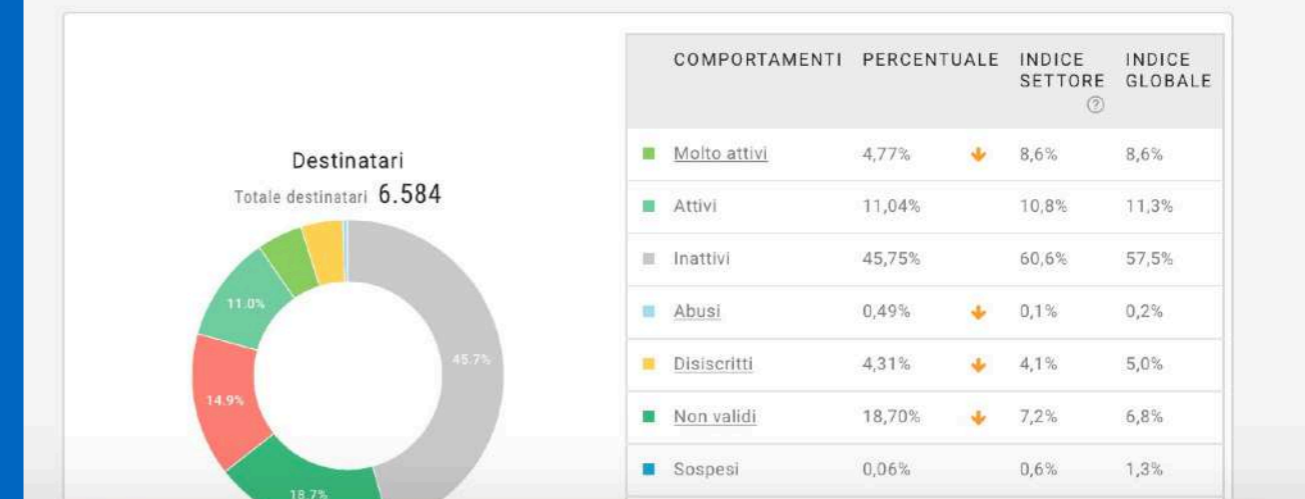 Destinatari
Totale destinatari 6.584
11.0%
45.7%
14.9%
18.7%
COMPORTAMENTI PERCENTUALE INDICE SETTORE INDICE GLOBALE
Molto attivi 4,77% 8,6% 8,6%
Attivi 11,04% 10,8% 11,3%
Inattivi 45,75% 60,6% 57,5%
Abusi 0,49% 0,1% 0,2%
Disiscritti 4,31% 4,1% 5,0%
Non validi 18,70% 7,2% 6,8%
Sospesi 0,06% 0,6% 1,3%